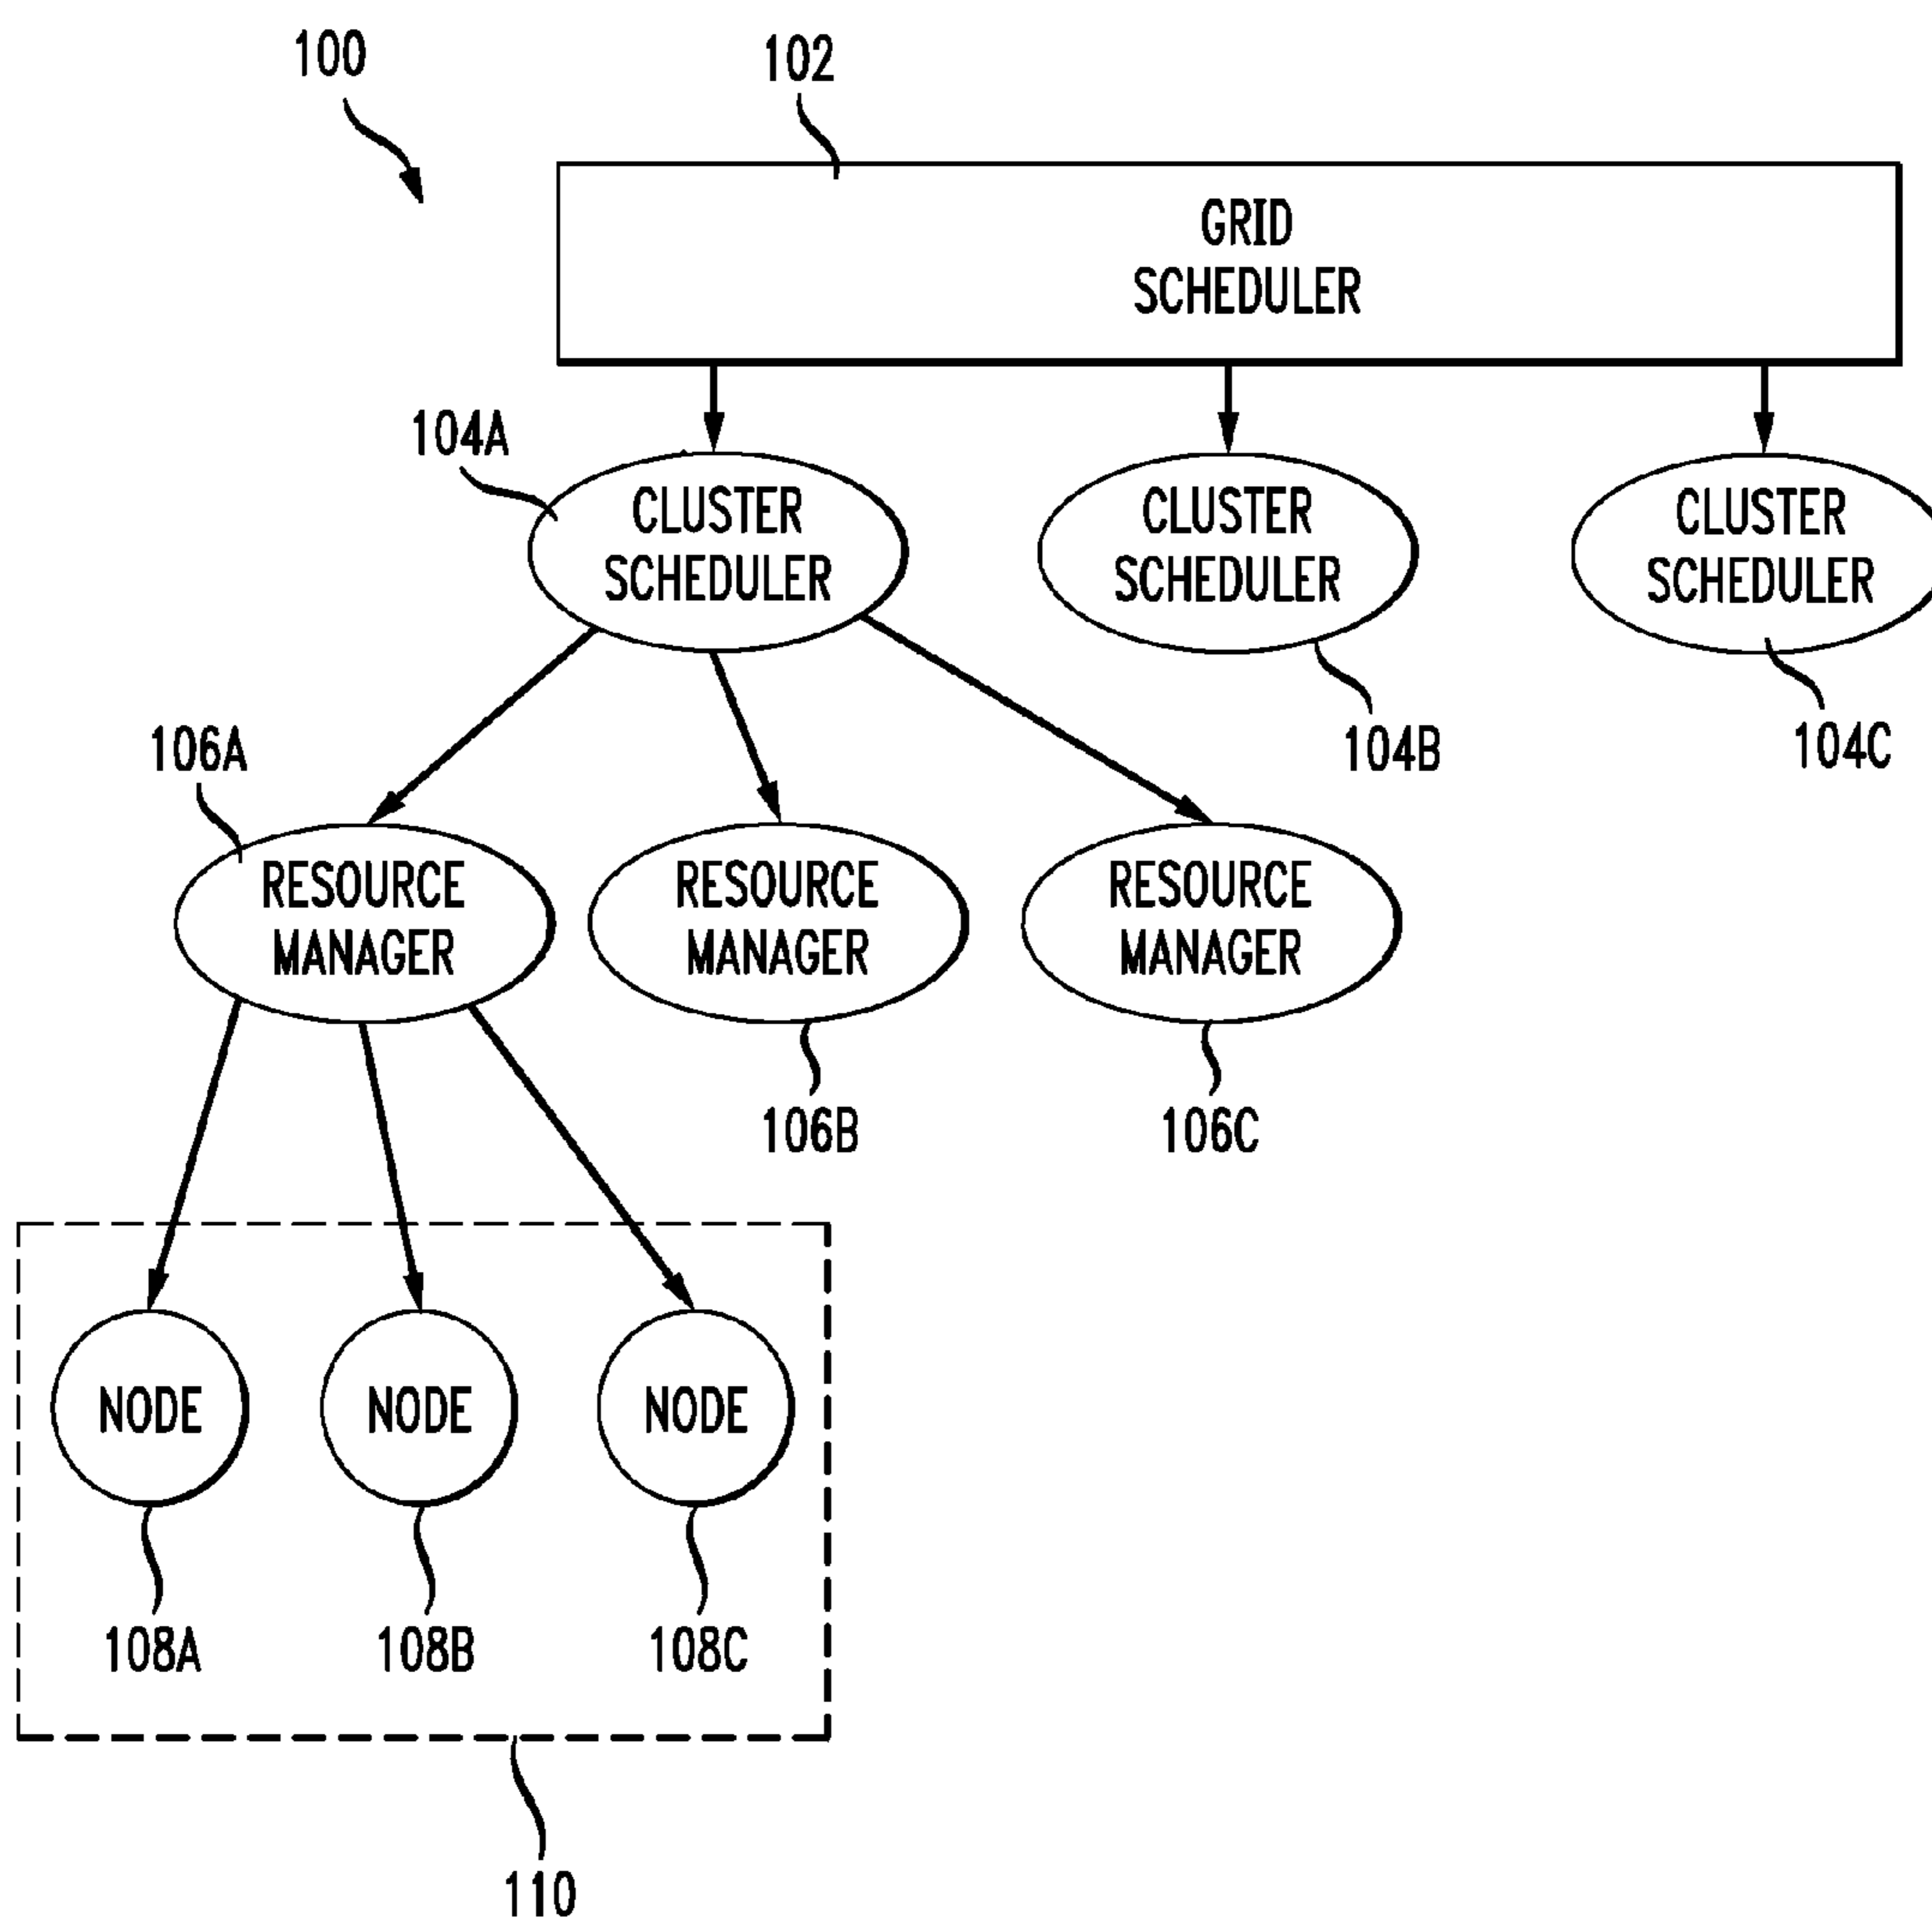 100
102
GRID
SCHEDULER
104A
CLUSTER
SCHEDULER
CLUSTER
SCHEDULER
CLUSTER
SCHEDULER
104B
104C
106A
RESOURCE
MANAGER
RESOURCE
MANAGER
RESOURCE
MANAGER
106B
106C
NODE
NODE
NODE
108A
108B
108C
110